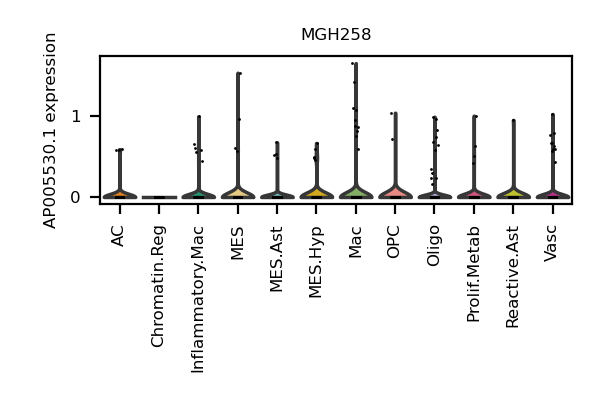 MGH258
AP005530.1 expression
1
0
AC
Chromatin.Reg
Inflammatory.Mac
MES
MES.Ast
MES.Hyp
Mac
OPC
Oligo
Prolif.Metab
Reactive.Ast
Vasc